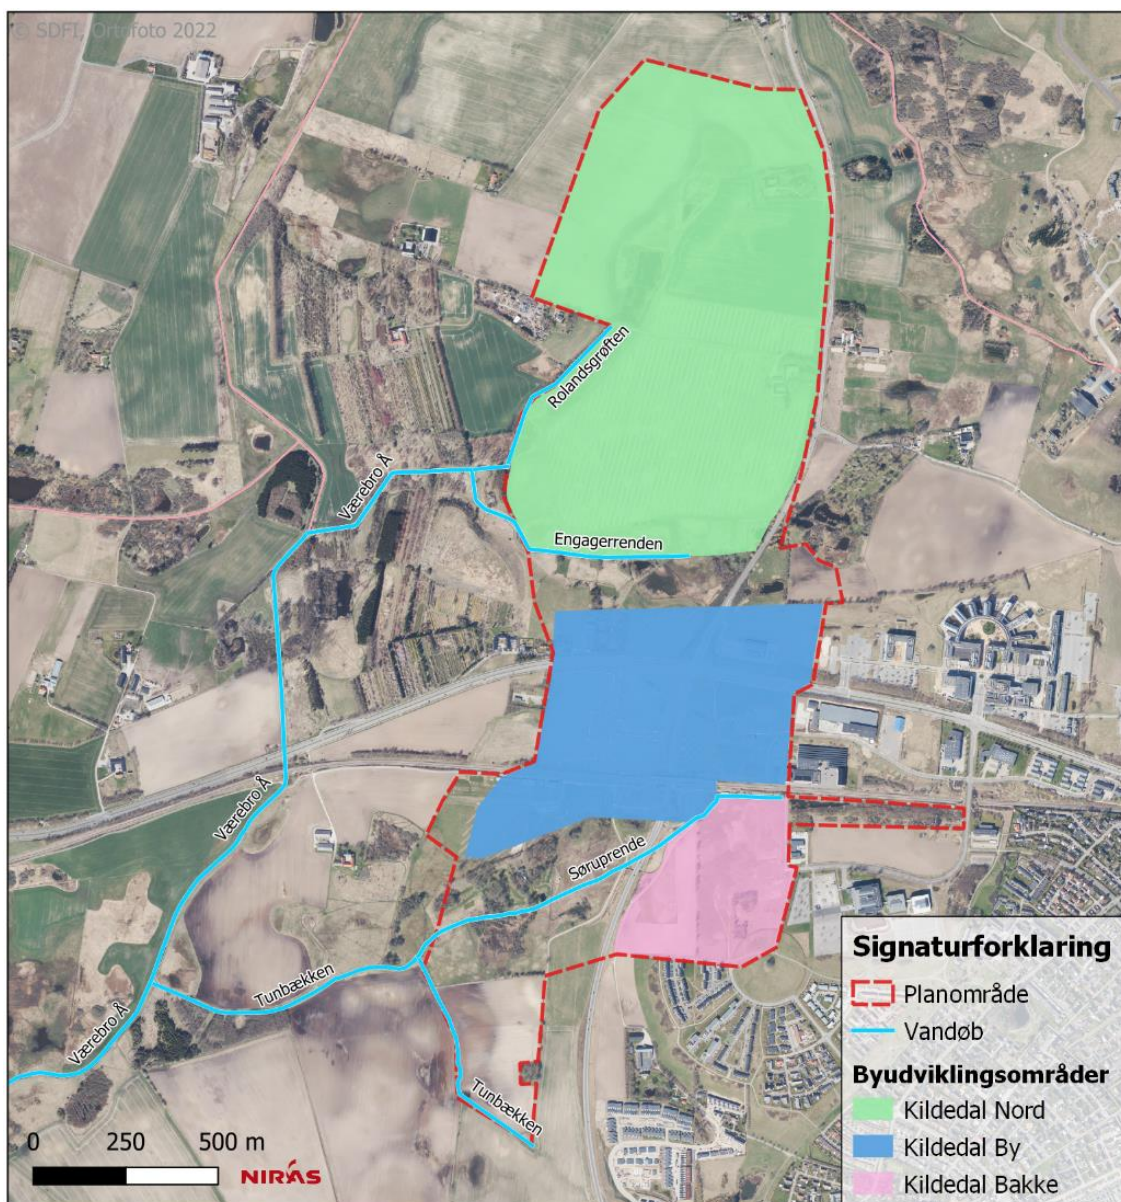 © SDFI, Ortofoto 2022
Rolandsgrøften
Værebro Å
Engagerrenden
Værebro Å
Søruprende
Tunbækken
Værebro Å
Tunbækken
Signaturforklaring
Planområde
Vandøb
Byudviklingsområder
Kildedal Nord
Kildedal By
Kildedal Bakke
0 250 500 m
NIRAS